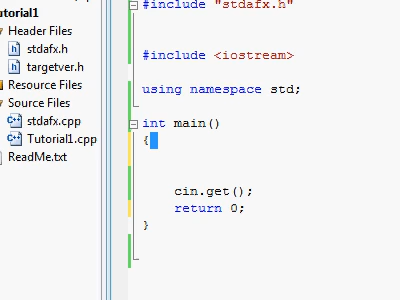 utorial1
Header Files
stdafx.h
targetver.h
Resource Files
Source Files
stdafx.cpp
Tutorial1.cpp
ReadMe.txt
#include "stdafx.h"
#include <iostream>
using namespace std;
int main()
{
cin.get();
return 0;
}